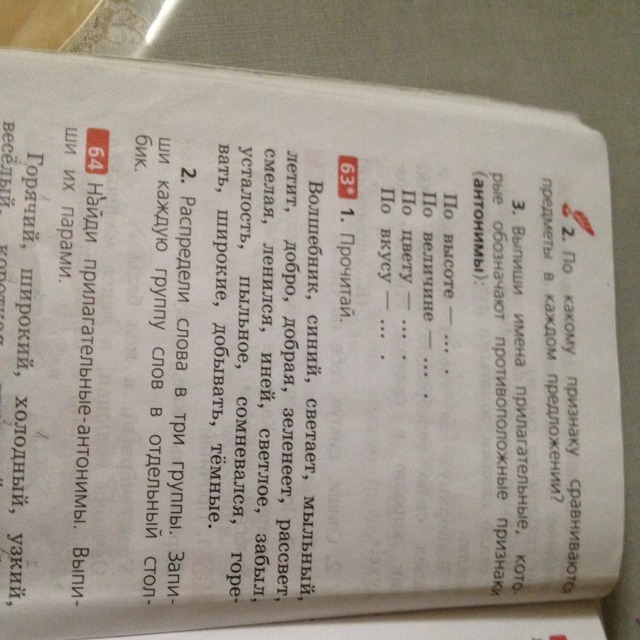 2. По какому признаку сравниваются
предметы в каждом предложении?
3. Выпиши имена прилагательные, кото-
рые обозначают противоположные признаки
(антонимы):
По высоте — ... .
По величине — ... .
По цвету — ... .
По вкусу — ... .
63* 1. Прочитай.
Волшебник, синий, светает, мыльный,
летит, добро, добрая, зеленеет, рассвет,
смелая, ленился, иней, светлое, забыл,
усталость, пыльное, сомневался, горе-
вать, широкие, добывать, тёмные.
2. Распредели слова в три группы. Запи-
ши каждую группу слов в отдельный стол-
бик.
64 Найди прилагательные-антонимы. Выпи-
ши их парами.
Горячий, широкий, холодный, узкий,
весёлый,